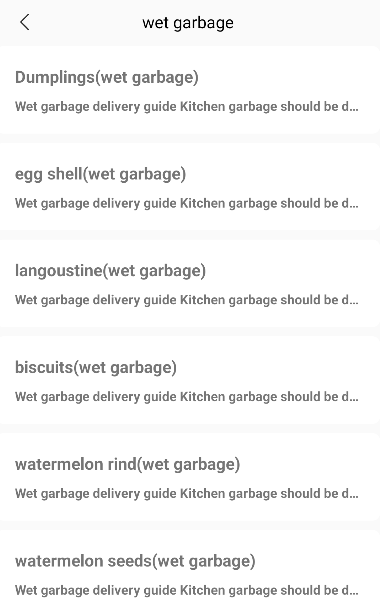 wet garbage
Dumplings(wet garbage)
Wet garbage delivery guide Kitchen garbage should be d...
egg shell(wet garbage)
Wet garbage delivery guide Kitchen garbage should be d...
langoustine(wet garbage)
Wet garbage delivery guide Kitchen garbage should be d...
biscuits(wet garbage)
Wet garbage delivery guide Kitchen garbage should be d...
watermelon rind(wet garbage)
Wet garbage delivery guide Kitchen garbage should be d...
watermelon seeds(wet garbage)
Wet garbage delivery guide Kitchen garbage should be d...